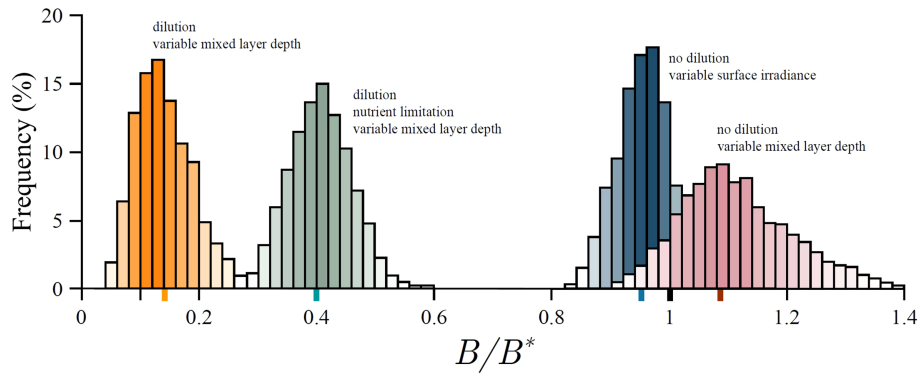 20
dilution
variable mixed layer depth
15
no dilution
variable surface irradiance
dilution
nutrient limitation
variable mixed layer depth
no dilution
variable mixed layer depth
10
5
0
Frequency (%)
0
0.2
0.4
0.6
0.8
1
1.2
1.4
B/B*